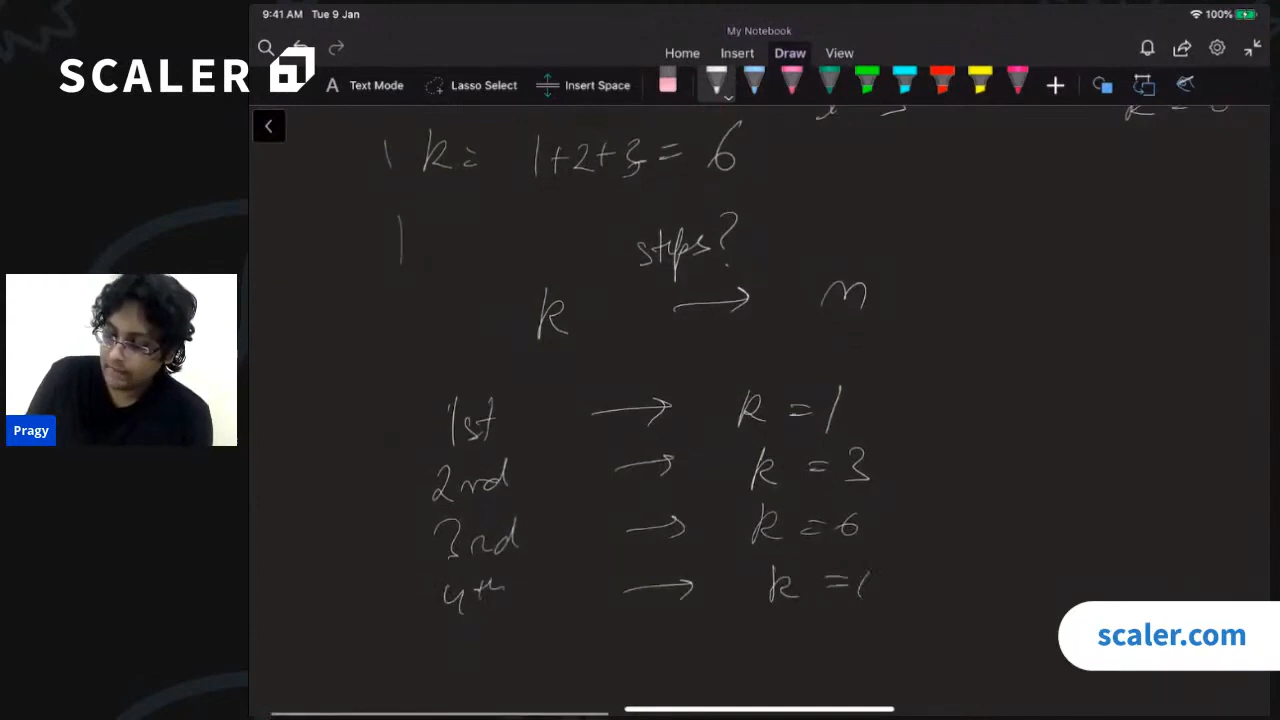 9:41 AM Tue 9 Jan
100%
My Notebook
Home Insert Draw View
SCALER
A Text Mode Lasso Select Insert Space
k = 1+2+3 = 6
steps?
k → n
1st → k = 1
2nd → k = 3
3rd → k = 6
4th → k = 1
Pragy
scaler.com